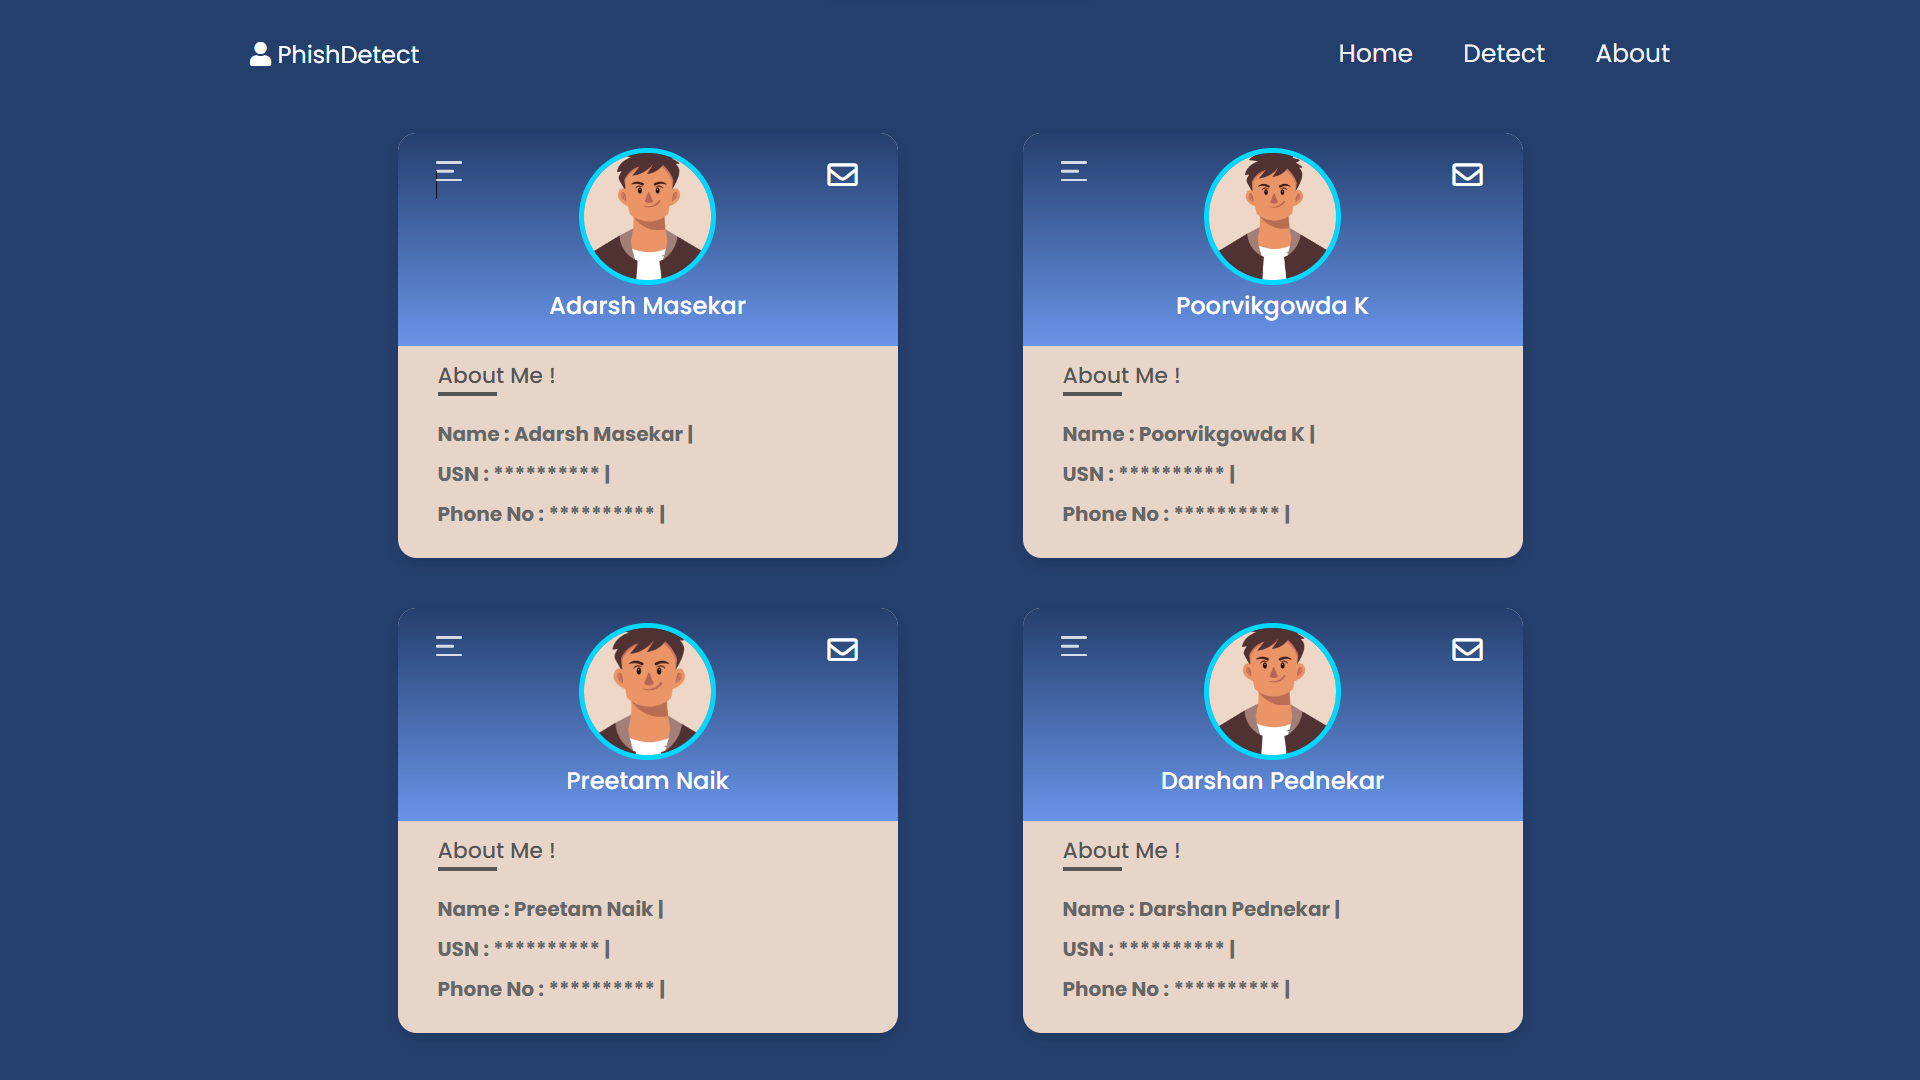 PhishDetect
Home Detect About
Adarsh Masekar
About Me !
Name : Adarsh Masekar |
USN : ********** |
Phone No : ********** |
Poorvikgowda K
About Me !
Name : Poorvikgowda K |
USN : ********** |
Phone No : ********** |
Preetam Naik
About Me !
Name : Preetam Naik |
USN : ********** |
Phone No : ********** |
Darshan Pednekar
About Me !
Name : Darshan Pednekar |
USN : ********** |
Phone No : ********** |